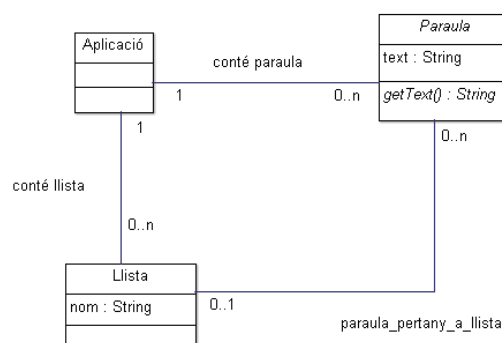 Aplicació
conté paraula
1
0..n
Paraula
text : String
getText() : String
0..n
1
conté llista
0..n
Llista
nom : String
0..1
paraula_pertany_a_llista